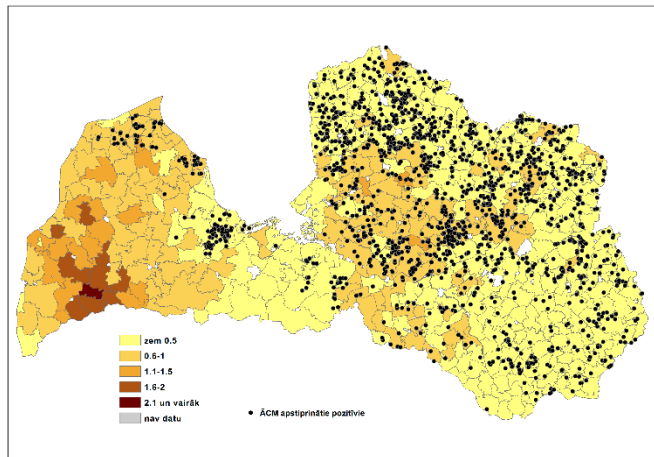 zem 0.5
0.6-1
1.1-1.5
1.6-2
2.1 un vairāk
nav datu
ĀCM apstiprinātie pozitīvie